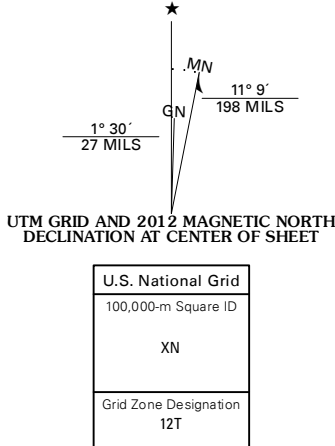 ★
MN
GN
11° 9´
198 MILS
1° 30´
27 MILS
UTM GRID AND 2012 MAGNETIC NORTH
DECLINATION AT CENTER OF SHEET
U.S. National Grid
100,000-m Square ID
XN
Grid Zone Designation
12T